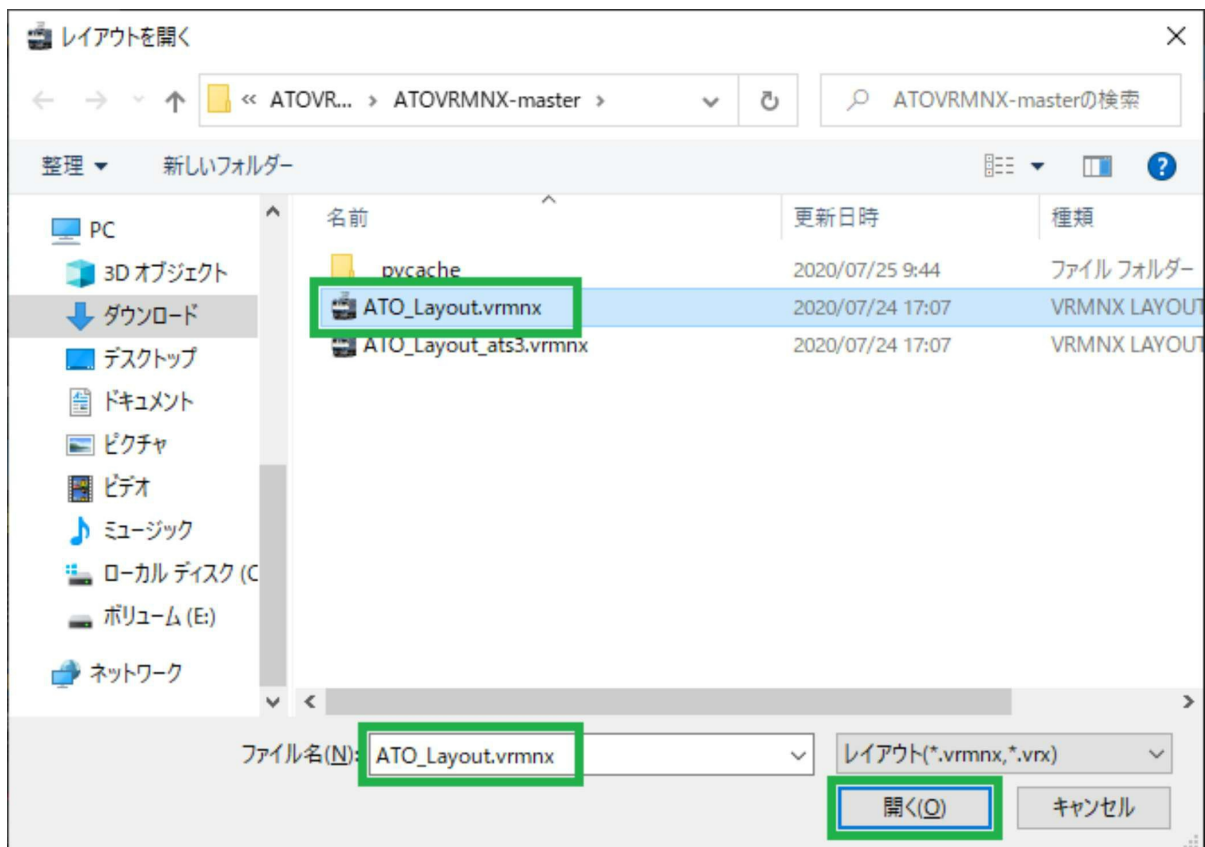 レイアウトを開く
« ATOVR... › ATOVRMNX-master ›
ATOVRMNX-masterの検索
整理
新しいフォルダー
名前
更新日時
種類
PC
3D オブジェクト
ダウンロード
デスクトップ
ドキュメント
ピクチャ
ビデオ
ミュージック
ローカル ディスク (C
ボリューム (E:)
ネットワーク
pycache
2020/07/25 9:44
ファイル フォルダー
ATO_Layout.vrmnx
2020/07/24 17:07
VRMNX LAYOUT
ATO_Layout_ats3.vrmnx
2020/07/24 17:07
VRMNX LAYOUT
ファイル名(N):
ATO_Layout.vrmnx
レイアウト(*.vrmnx,*.vrx)
開く(O)
キャンセル